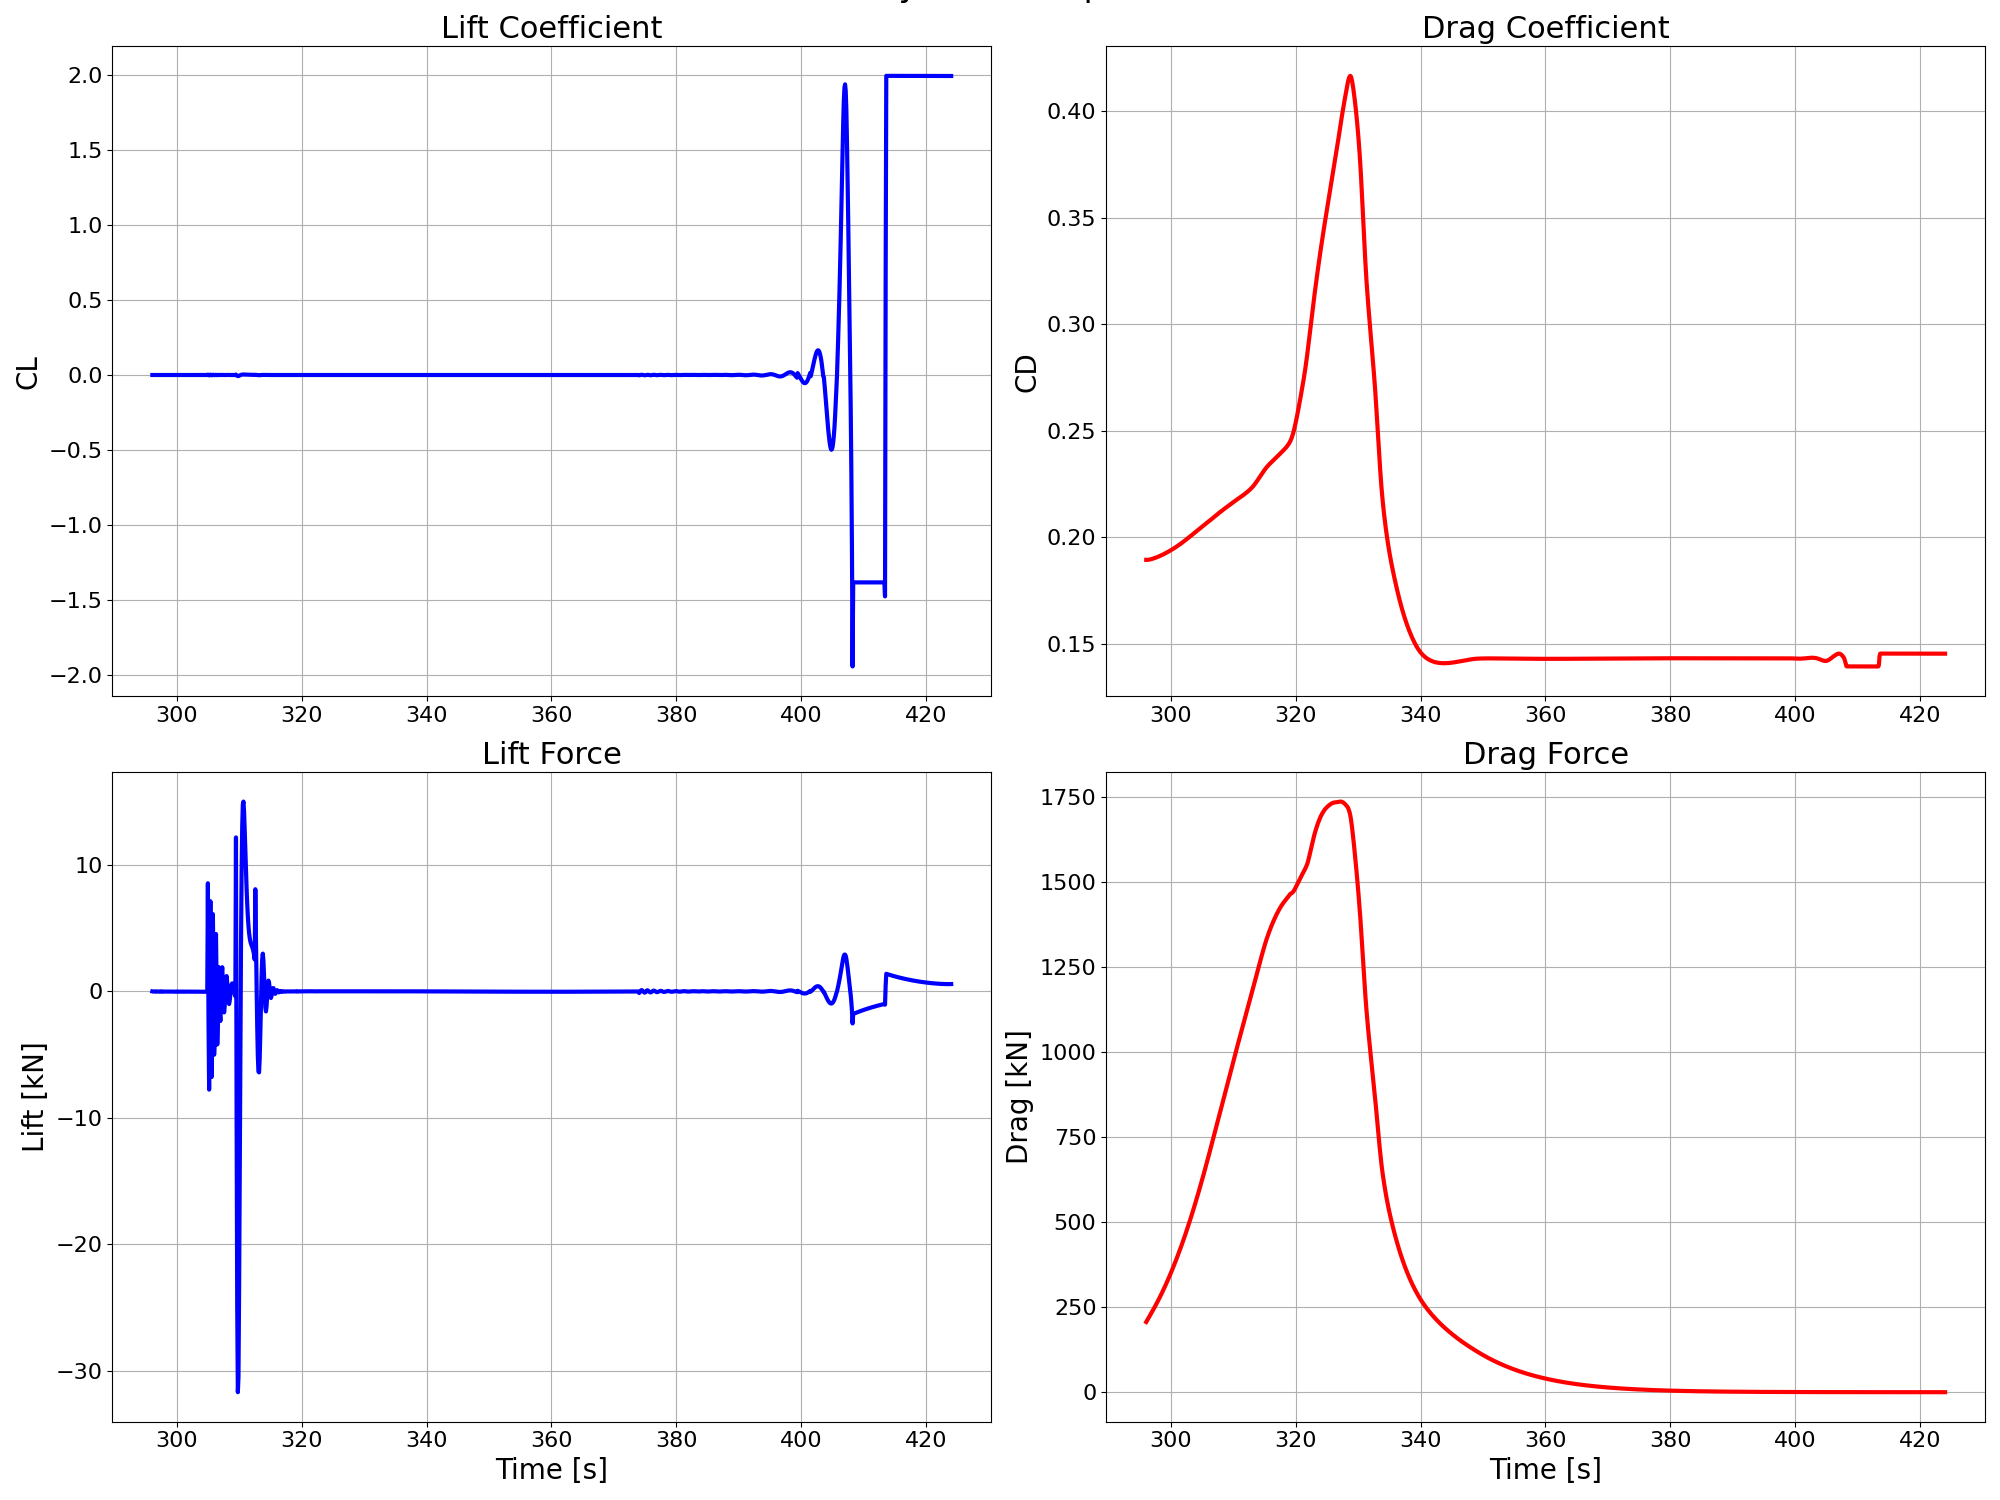 Lift Coefficient
CL
2.0
1.5
1.0
0.5
0.0
−0.5
−1.0
−1.5
−2.0
300 320 340 360 380 400 420
Drag Coefficient
CD
0.40
0.35
0.30
0.25
0.20
0.15
300 320 340 360 380 400 420
Lift Force
Lift [kN]
10
0
−10
−20
−30
300 320 340 360 380 400 420
Time [s]
Drag Force
Drag [kN]
1750
1500
1250
1000
750
500
250
0
300 320 340 360 380 400 420
Time [s]